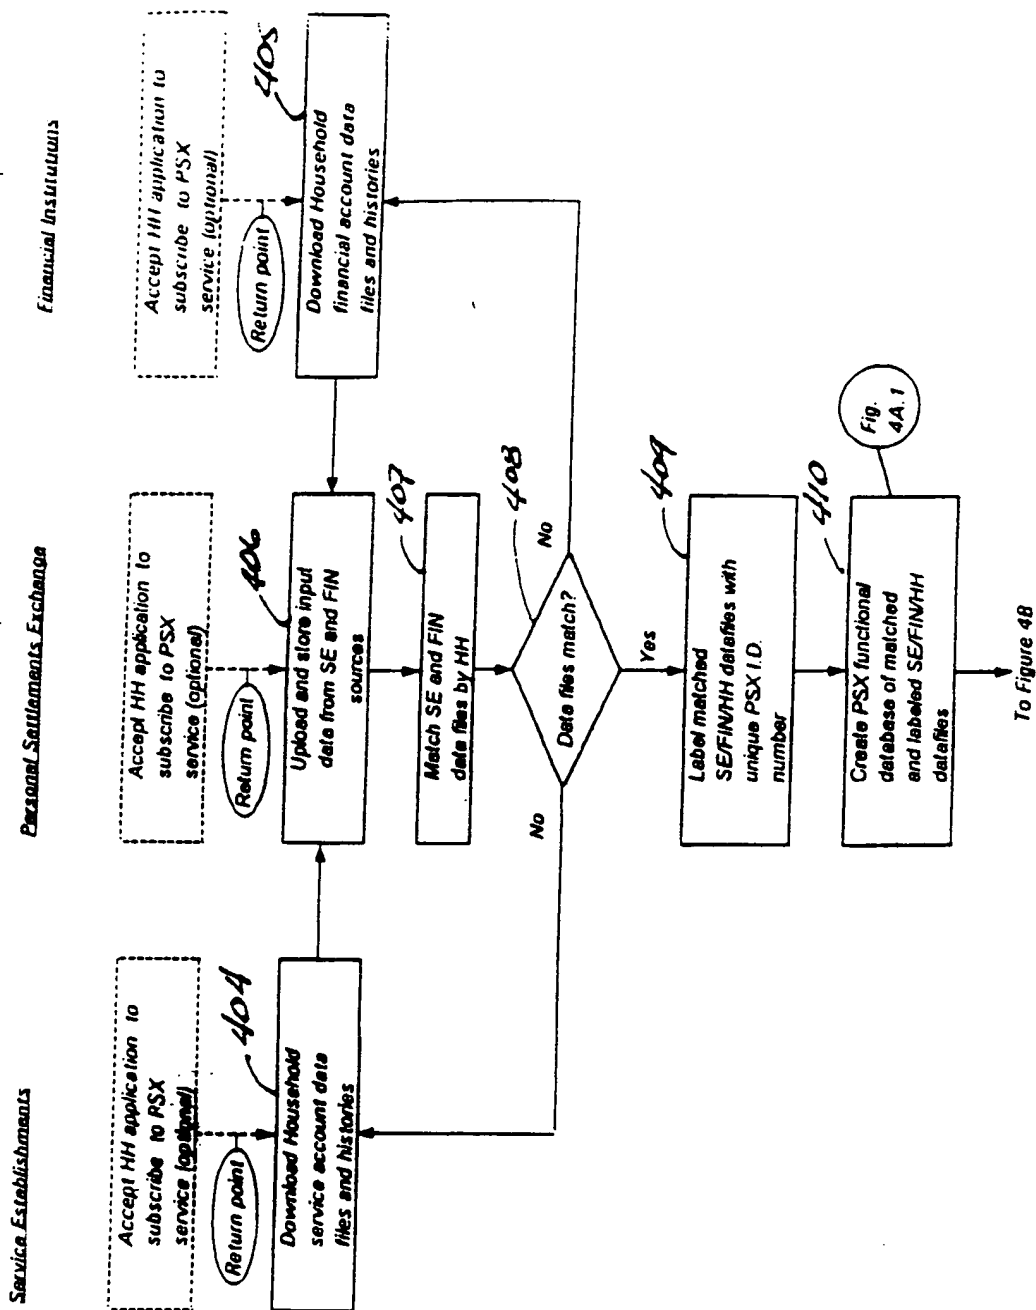 Service Establishments
Personal Settlements Exchange
Financial Institutions
Accept HH application to
subscribe to PSX
service (optional)
Accept HH application to
subscribe to PSX
service (optional)
Accept HH application to
subscribe to PSX
service (optional)
Return point
Return point
Return point
404
Download Household
service account data
files and histories
406
Upload and store input
data from SE and FIN
sources
405
Download Household
financial account data
files and histories
407
Match SE and FIN
data files by HH
408
Data files match?
No
No
Yes
409
Label matched
SE/FIN/HH datafiles with
unique PSX I.D.
number
410
Create PSX functional
database of matched
and labeled SE/FIN/HH
datafiles
Fig.
4A.1
To Figure 4B